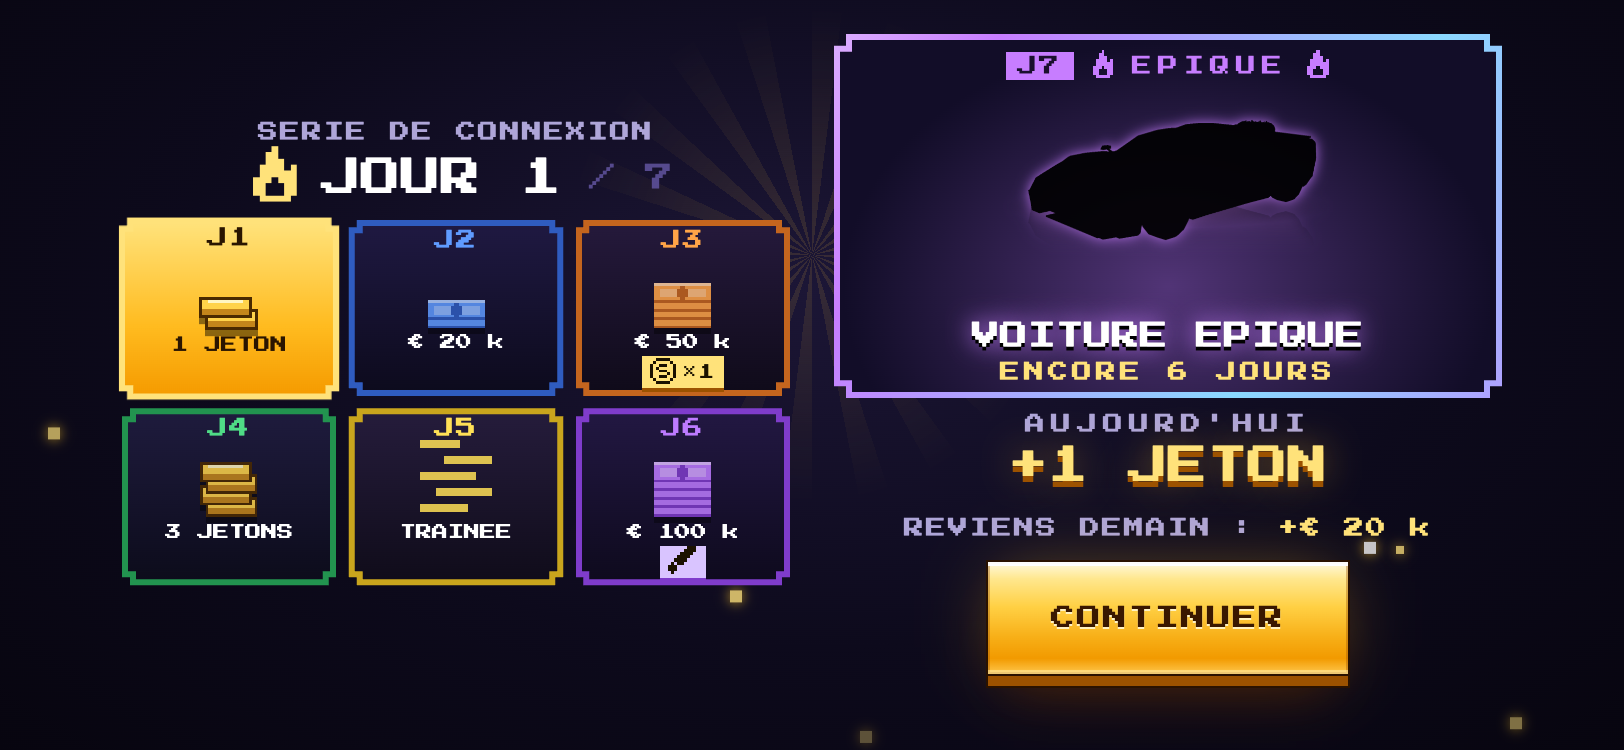 SERIE DE CONNEXION
JOUR 1 / 7
J1
1 JETON
J2
€ 20 k
J3
€ 50 k
S ×1
J4
3 JETONS
J5
TRAINEE
J6
€ 100 k
J7 EPIQUE
VOITURE EPIQUE
ENCORE 6 JOURS
AUJOURD'HUI
+1 JETON
REVIENS DEMAIN : +€ 20 k
CONTINUER